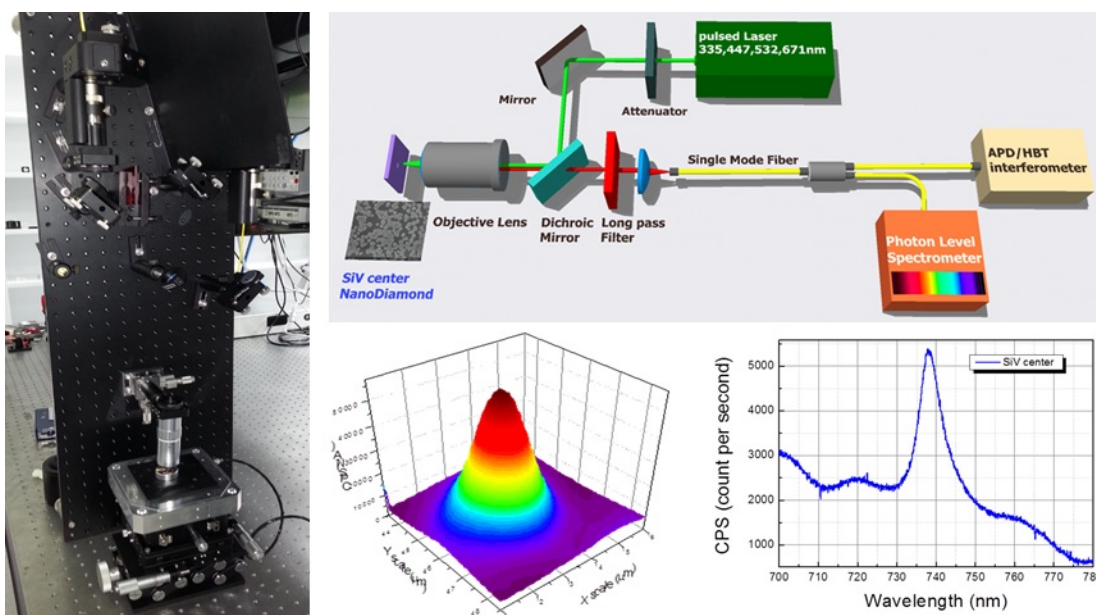 pulsed Laser
335,447,532,671nm
Mirror
Attenuator
Single Mode Fiber
APD/HBT
interferometer
Objective Lens
Dichroic
Mirror
Long pass
Filter
Photon Level
Spectrometer
SiV center
NanoDiamond
X scale
SiV center
CPS (count per second)
5000
4000
3000
2000
1000
700
710
720
730
740
750
760
770
Wavelength (nm)